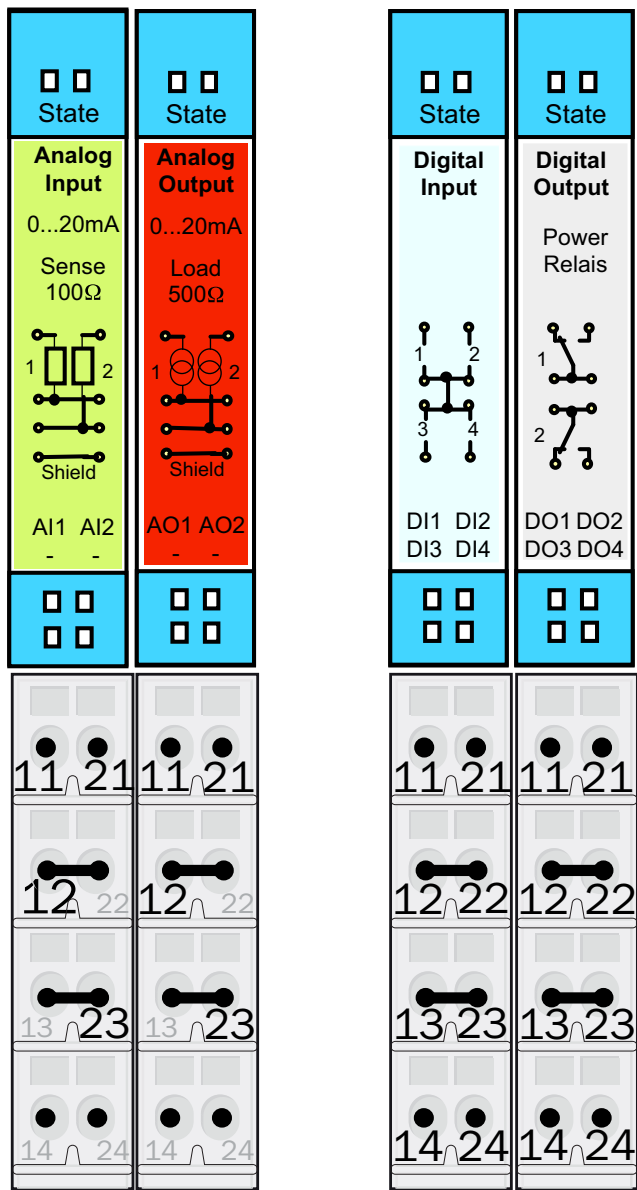 State
Analog
Input
0...20mA
Sense
100Ω
1 2
Shield
AI1 AI2
- -
State
Analog
Output
0...20mA
Load
500Ω
1 2
Shield
AO1 AO2
- -
State
Digital
Input
1 2
3 4
DI1 DI2
DI3 DI4
State
Digital
Output
Power
Relais
1
2
DO1 DO2
DO3 DO4
11 21 11 21 11 21 11 21
12 22 12 22 12 22 12 22
13 23 13 23 13 23 13 23
14 24 14 24 14 24 14 24